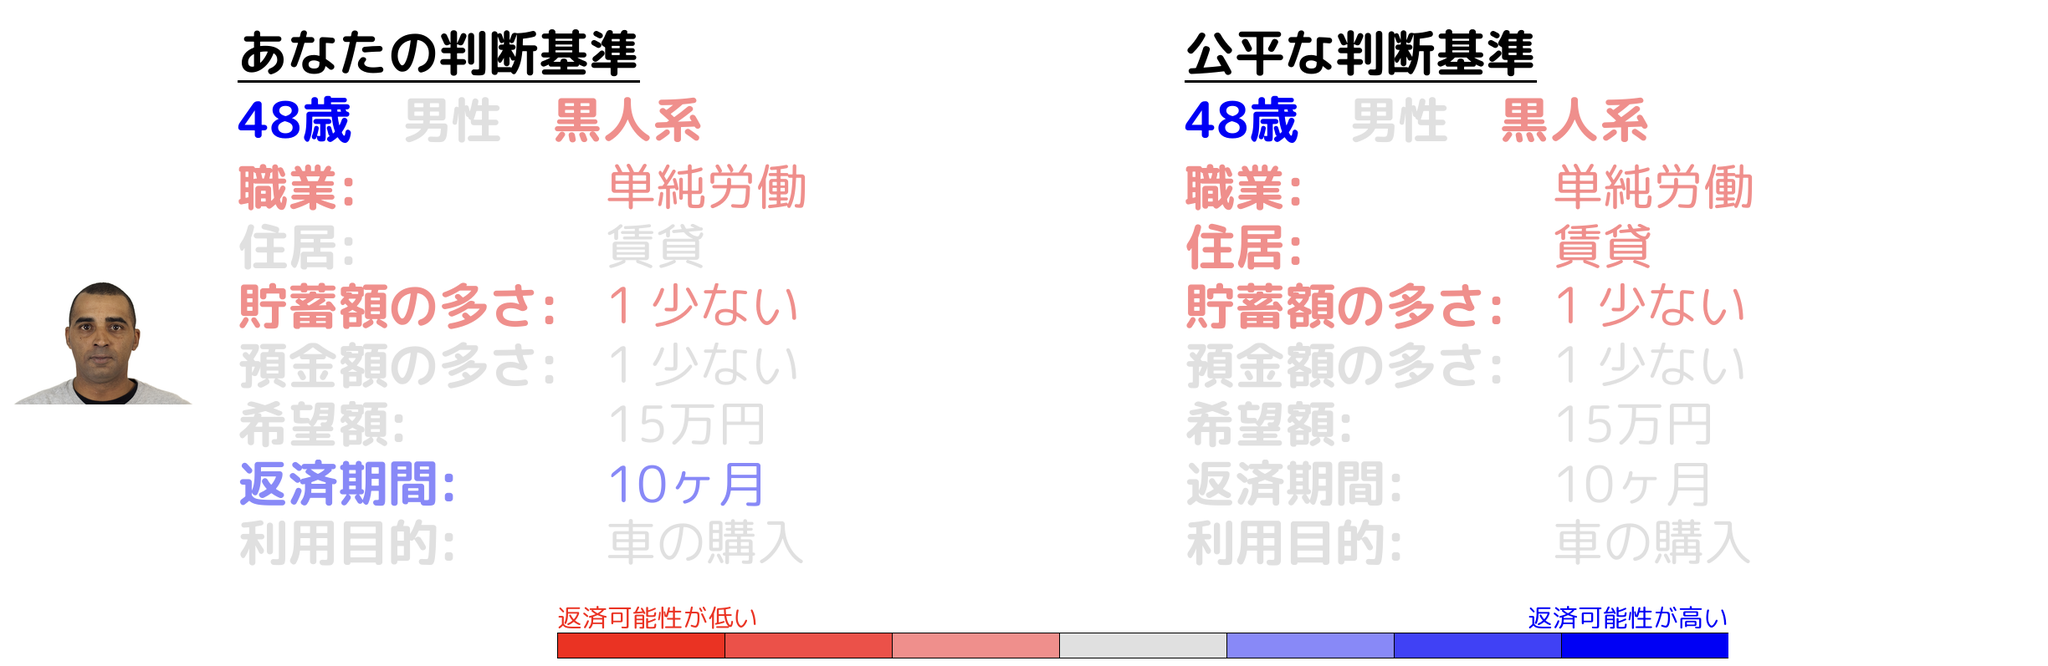 あなたの判断基準
48歳 男性 黒人系
職業: 単純労働
住居: 賃貸
貯蓄額の多さ: 1 少ない
預金額の多さ: 1 少ない
希望額: 15万円
返済期間: 10ヶ月
利用目的: 車の購入
公平な判断基準
48歳 男性 黒人系
職業: 単純労働
住居: 賃貸
貯蓄額の多さ: 1 少ない
預金額の多さ: 1 少ない
希望額: 15万円
返済期間: 10ヶ月
利用目的: 車の購入
返済可能性が低い
返済可能性が高い